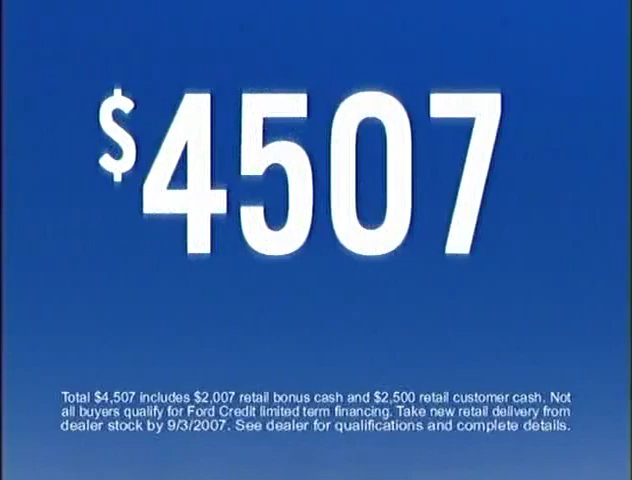 $4507
Total $4,507 includes $2,007 retail bonus cash and $2,500 retail customer cash. Not
all buyers qualify for Ford Credit limited term financing. Take new retail delivery from
dealer stock by 9/3/2007. See dealer for qualifications and complete details.